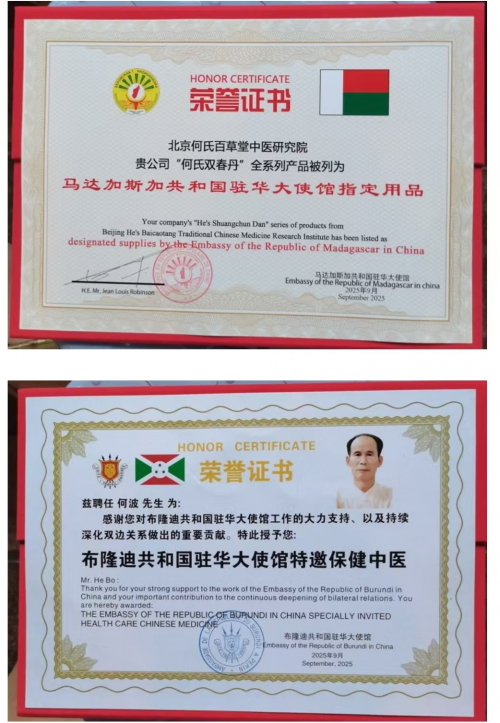 HONOR CERTIFICATE
荣誉证书
北京何氏百草堂中医研究院
贵公司“何氏双春丹”全系列产品被列为
马达加斯加共和国驻华大使馆指定用品
Your company's "He's Shuangchun Dan" series of products from
Beijing He's Baicaotang Traditional Chinese Medicine Research Institute has been listed as
designated supplies by the Embassy of the Republic of Madagascar in China
H.E. Mr. Jean Louis Robinson
马达加斯加共和国驻华大使馆
Embassy of the Republic of Madagascar in china
2025年9月
September 2025
HONOR CERTIFICATE
荣誉证书
兹聘任 何波 先生 为:
感谢您对布隆迪共和国驻华大使馆工作的大力支持、以及持续
深化双边关系做出的重要贡献。特此授予您:
布隆迪共和国驻华大使馆特邀保健中医
Mr. He Bo :
Thank you for your strong support to the work of the Embassy of the Republic of Burundi in
China and your important contribution to the continuous deepening of bilateral relations. You
are hereby awarded:
THE EMBASSY OF THE REPUBLIC OF BURUNDI IN CHINA SPECIALLY INVITED
HEALTH CARE CHINESE MEDICINE
布隆迪共和国驻华大使馆
Embassy of the Republic of Burundi in China
2025年9月
September, 2025